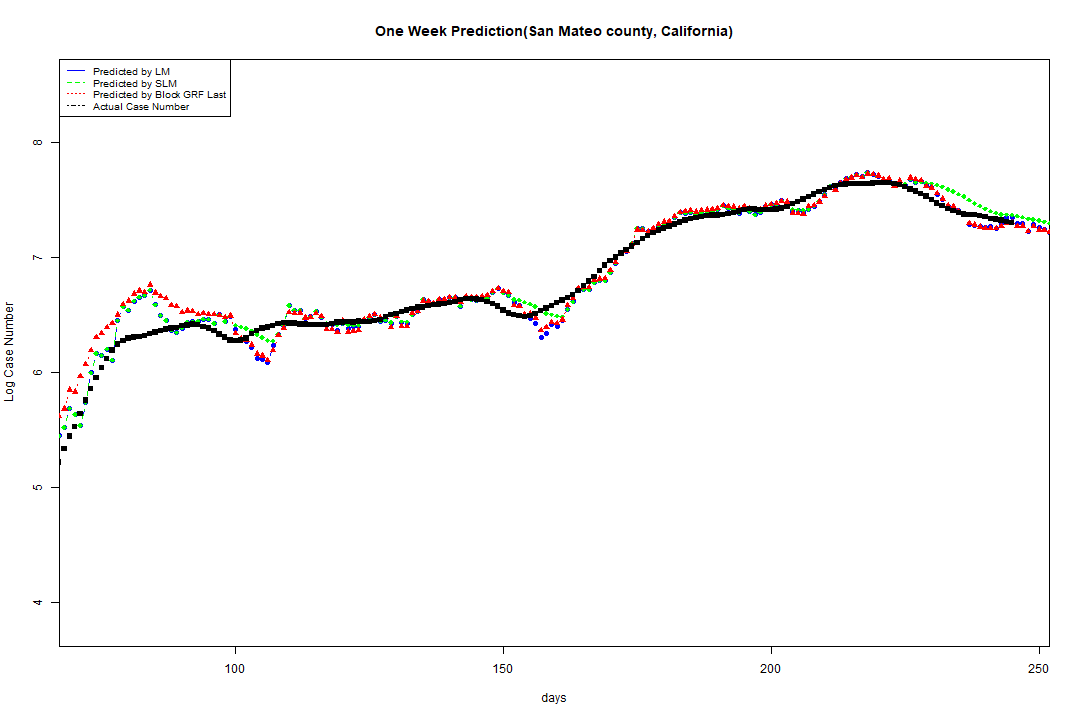 One Week Prediction(San Mateo county, California)
Predicted by LM
Predicted by SLM
Predicted by Block GRF Last
Actual Case Number
8
7
6
5
4
Log Case Number
100 150 200 250
days